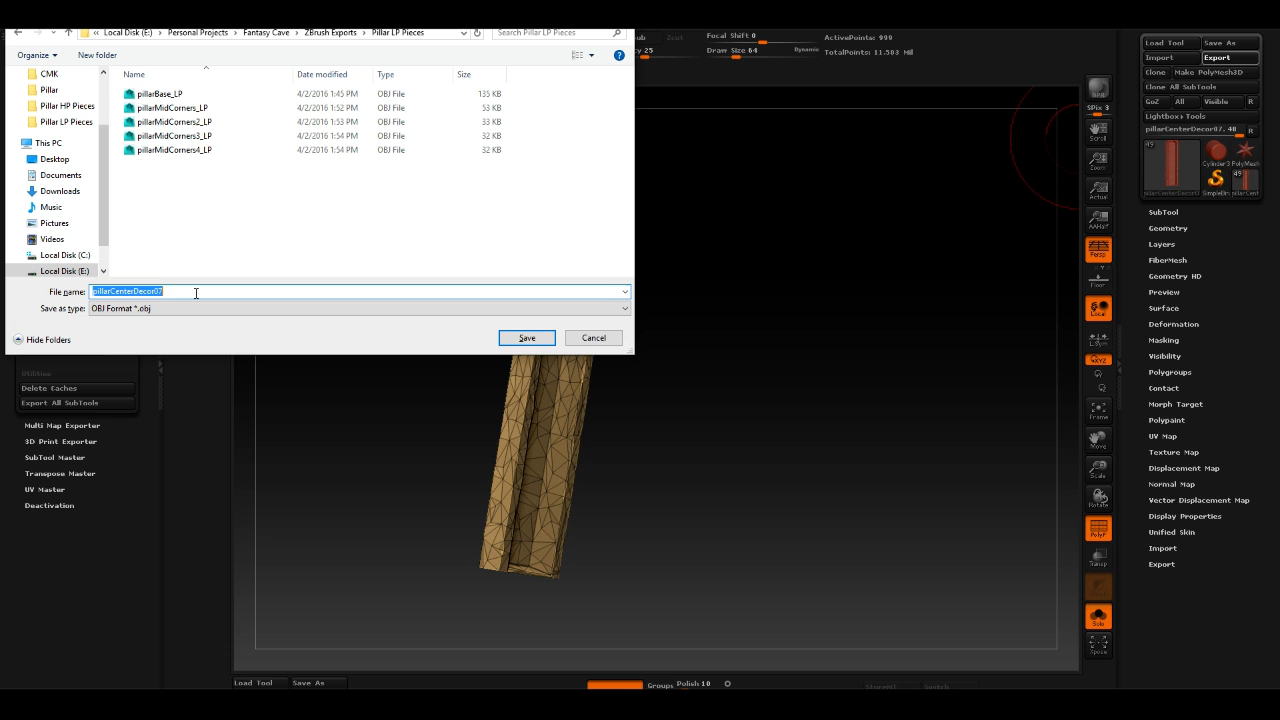 Local Disk (E:) > Personal Projects > Fantasy Cave > ZBrush Exports > Pillar LP Pieces
Search Pillar LP Pieces
Organize
New folder
Name
Date modified
Type
Size
CMK
Pillar
Pillar HP Pieces
Pillar LP Pieces
This PC
Desktop
Documents
Downloads
Music
Pictures
Videos
Local Disk (C:)
Local Disk (E:)
pillarBase_LP 4/2/2016 1:45 PM OBJ File 135 KB
pillarMidCorners_LP 4/2/2016 1:52 PM OBJ File 53 KB
pillarMidCorners2_LP 4/2/2016 1:53 PM OBJ File 33 KB
pillarMidCorners3_LP 4/2/2016 1:54 PM OBJ File 32 KB
pillarMidCorners4_LP 4/2/2016 1:54 PM OBJ File 32 KB
File name: pillarCenterDecor07
Save as type: OBJ Format *.obj
Hide Folders
Save
Cancel
Focal Shift 0
Draw Size 64
Dynamic
ActivePoints: 999
TotalPoints: 11.503 Mil
Utilities
Delete Caches
Export All SubTools
Multi Map Exporter
3D Print Exporter
SubTool Master
Transpose Master
UV Master
Deactivation
BPR
SPix 3
Scroll
Zoom
Actual
AAHalf
Persp
Floor
Local
L.Sym
XYZ
Frame
Move
Scale
Rotate
PolyF
Transp
Solo
Xpose
Load Tool
Save As
Import
Export
Clone
Make PolyMesh3D
Clone All SubTools
GoZ
All
Visible
R
Lightbox▸Tools
pillarCenterDecor07. 48
R
49
pillarCenterDecor07
Cylinder3
PolyMesh
SimpleBru
49
pillarCent
SubTool
Geometry
Layers
FiberMesh
Geometry HD
Preview
Surface
Deformation
Masking
Visibility
Polygroups
Contact
Morph Target
Polypaint
UV Map
Texture Map
Displacement Map
Normal Map
Vector Displacement Map
Display Properties
Unified Skin
Import
Export
Load Tool
Save As
Groups
Polish 10